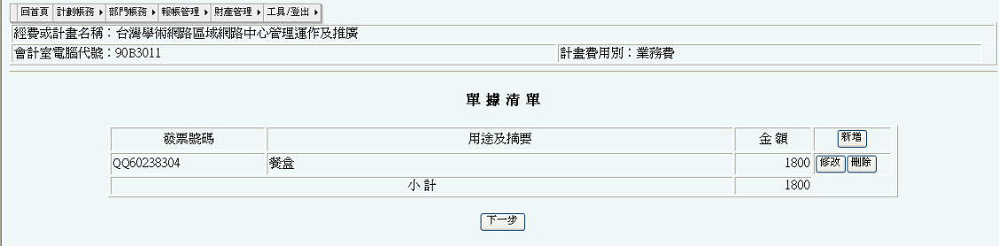 回首頁 計劃帳務 部門帳務 報帳管理 財產管理 工具/登出
經費或計畫名稱：台灣學術網路區域網路中心管理運作及推廣
會計室電腦代號：90B3011 計畫費用別：業務費
單 據 清 單
發票號碼 用途及摘要 金 額 新增
QQ60238304 餐盒 1800 修改 刪除
小 計 1800
下一步